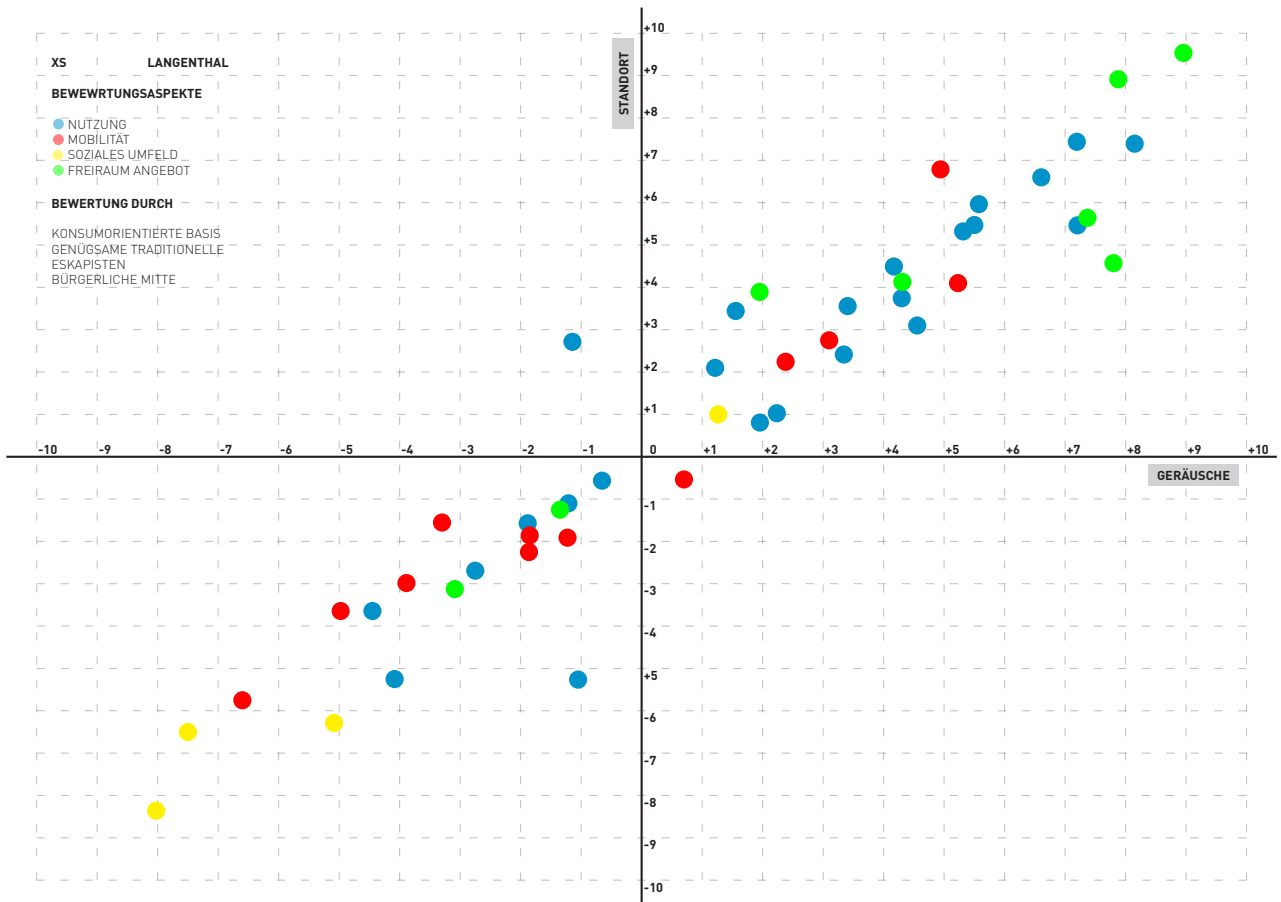 XS LANGENTHAL
BEWEWRTUNGSASPEKTE
NUTZUNG
MOBILITÄT
SOZIALES UMFELD
FREIRAUM ANGEBOT
BEWERTUNG DURCH
KONSUMORIENTIERTE BASIS
GENÜGSAME TRADITIONELLE
ESKAPISTEN
BÜRGERLICHE MITTE
STANDORT
+10
+9
+8
+7
+6
+5
+4
+3
+2
+1
-10 -9 -8 -7 -6 -5 -4 -3 -2 -1 0 +1 +2 +3 +4 +5 +6 +7 +8 +9 +10
GERÄUSCHE
-1
-2
-3
-4
+5
-6
-7
-8
-9
-10